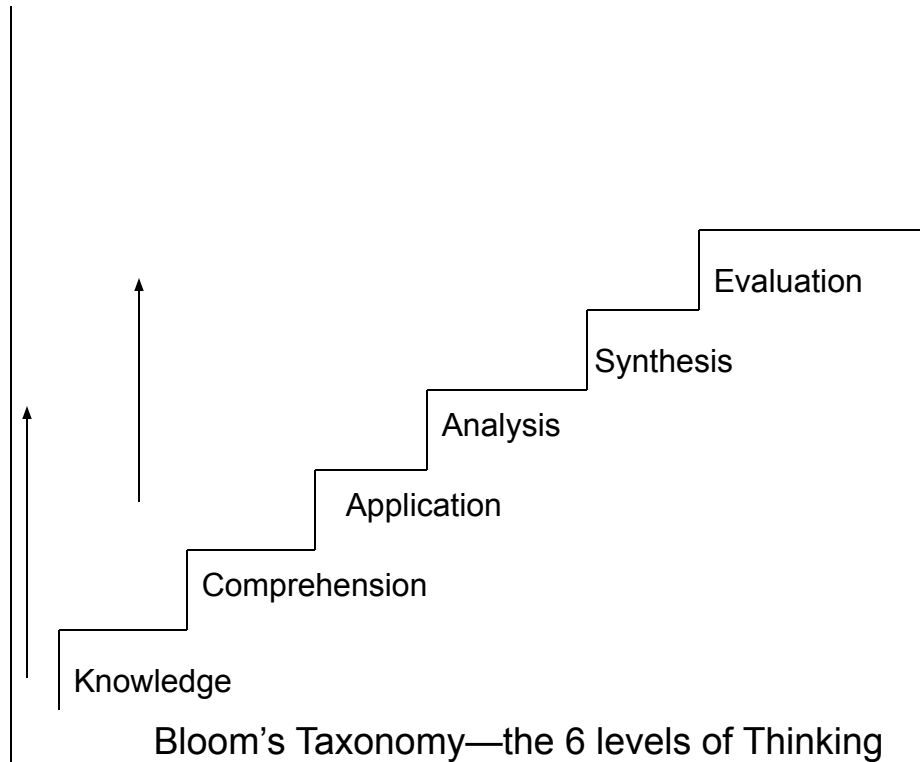 Evaluation
Synthesis
Analysis
Application
Comprehension
Knowledge
Bloom’s Taxonomy—the 6 levels of Thinking